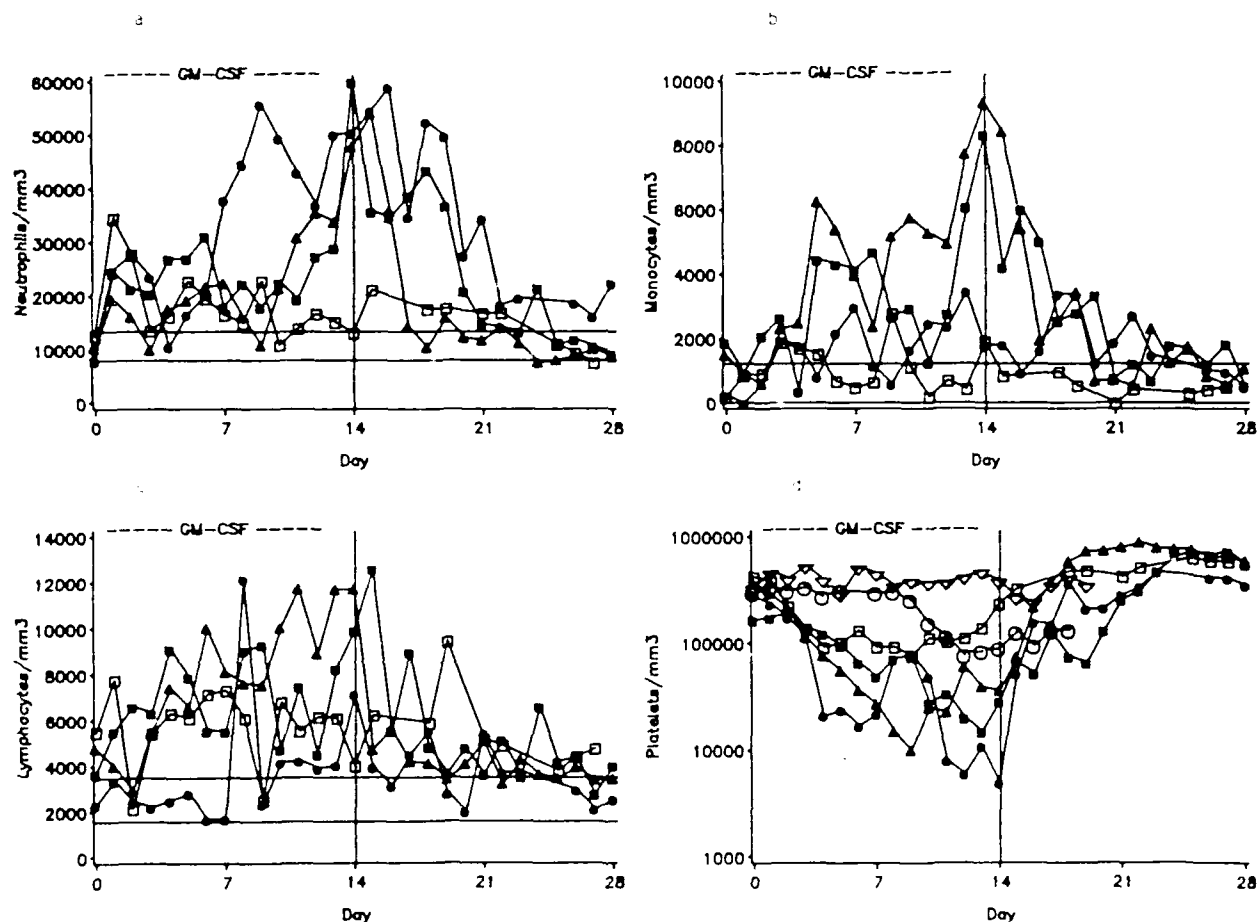 a
b
----- GM-CSF -----
----- GM-CSF -----
60000
50000
40000
30000
20000
10000
0
Neutrophils/mm3
0 7 14 21 28
Day
10000
8000
6000
4000
2000
0
Monocytes/mm3
0 7 14 21 28
Day
d
----- GM-CSF -----
----- GM-CSF -----
14000
12000
10000
8000
6000
4000
2000
0
Lymphocytes/mm3
0 7 14 21 28
Day
1000000
100000
10000
1000
Platelets/mm3
0 7 14 21 28
Day